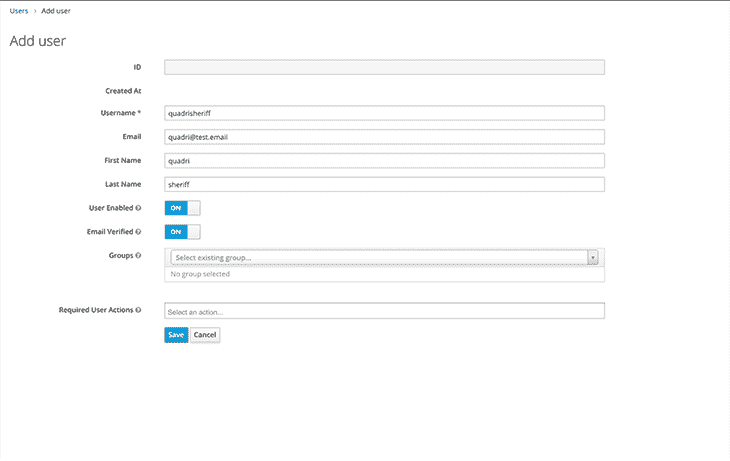 Users › Add user
Add user
ID
Created At
Username * quadrisheriff
Email quadri@test.email
First Name quadri
Last Name sheriff
User Enabled ON
Email Verified ON
Groups Select existing group...
No group selected
Required User Actions Select an action...
Save Cancel